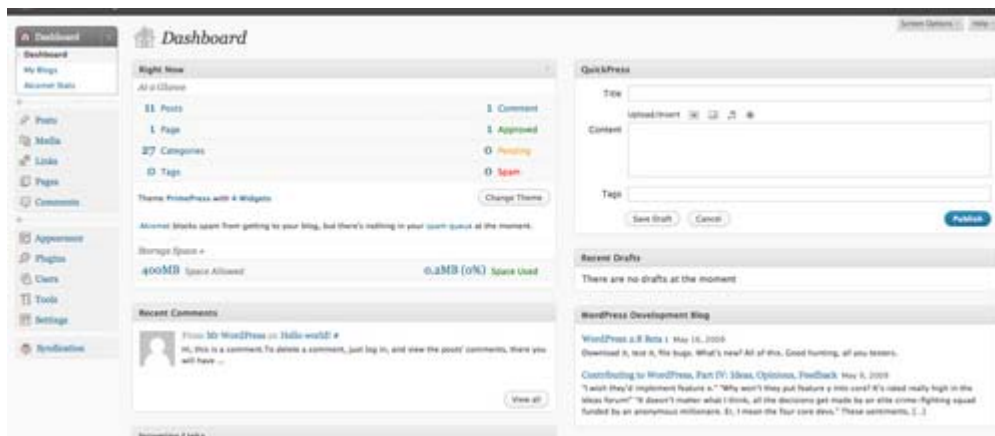 Screen Options
Help
Dashboard
Dashboard
Dashboard
My Blogs
Akismet Stats
Posts
Media
Links
Pages
Comments
Appearance
Plugins
Users
Tools
Settings
Syndication
Right Now
At a Glance
11 Posts 1 Comment
1 Page 1 Approved
27 Categories 0 Pending
0 Tags 0 Spam
Theme PrimePress with 4 Widgets Change Theme
Akismet blocks spam from getting to your blog, but there's nothing in your spam queue at the moment.
Storage Space »
400MB Space Allowed 0.2MB (0%) Space Used
Recent Comments
From Mr WordPress on Hello world! #
Hi, this is a comment.To delete a comment, just log in, and view the posts' comments, there you
will have ...
View all
Incoming Links
QuickPress
Title
Upload/Insert
Content
Tags
Save Draft Cancel Publish
Recent Drafts
There are no drafts at the moment
WordPress Development Blog
WordPress 2.8 Beta 1 May 16, 2009
Download it, test it, file bugs. What's new? All of this. Good hunting, all you testers.
Contributing to WordPress, Part IV: Ideas, Opinions, Feedback May 6, 2009
"I wish they'd implement feature x." "Why won't they put feature y into core? It's rated really high in the
Ideas forum!" "It doesn't matter what I think, all the decisions get made by an elite crime-fighting squad
funded by an anonymous millionaire. Er, I mean the four core devs." These sentiments, [...]